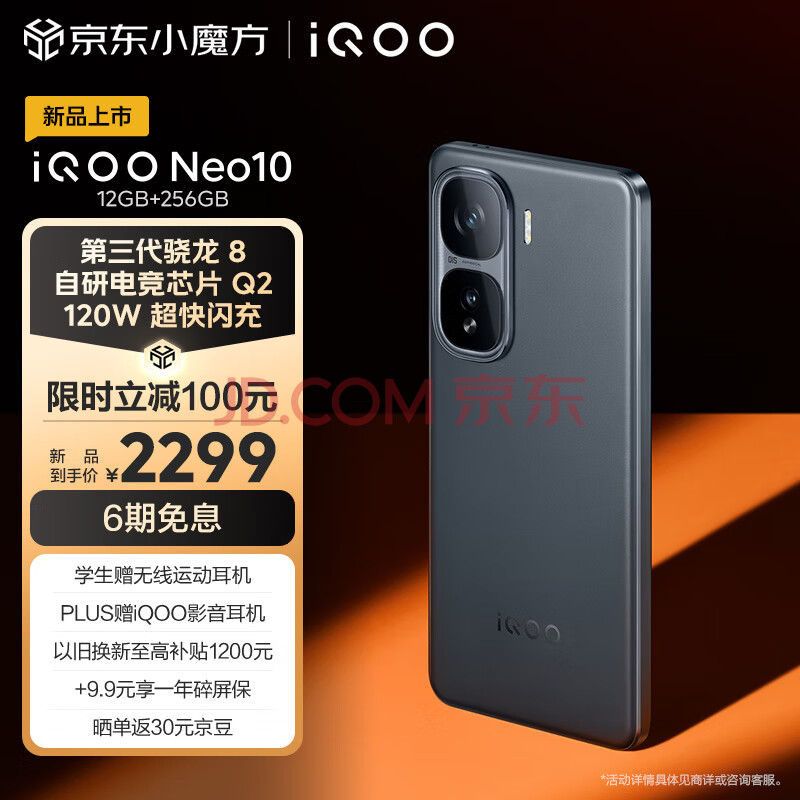 京东小魔方 | iQOO
新品上市
iQOO Neo10
12GB+256GB
第三代骁龙 8
自研电竞芯片 Q2
120W 超快闪充
限时立减100元
JD.COM 京东
新品
到手价 ¥2299
6期免息
学生赠无线运动耳机
PLUS赠iQOO影音耳机
以旧换新至高补贴1200元
+9.9元享一年碎屏保
晒单返30元京豆
OIS
iQOO
*活动详情具体见商详或咨询客服。